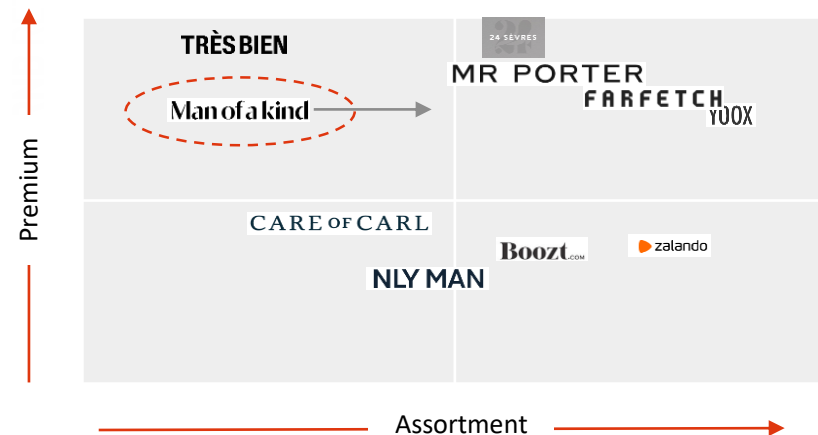 TRÈS BIEN
24 SÈVRES
MR PORTER
FARFETCH
YOOX
Man of a kind
Premium
CARE OF CARL
Boozt.COM
zalando
NLY MAN
Assortment